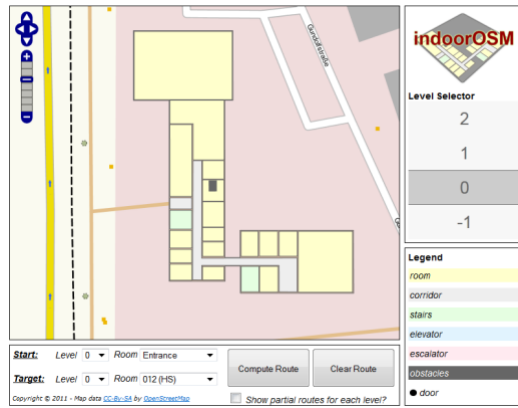 Gundolfstraße
indoorOSM
Level Selector
2
1
0
-1
Legend
room
corridor
stairs
elevator
escalator
obstacles
door
Start: Level 0 Room Entrance
Target: Level 0 Room 012 (HS)
Compute Route
Clear Route
Copyright © 2011 - Map data CC-By-SA by OpenStreetMap
Show partial routes for each level?